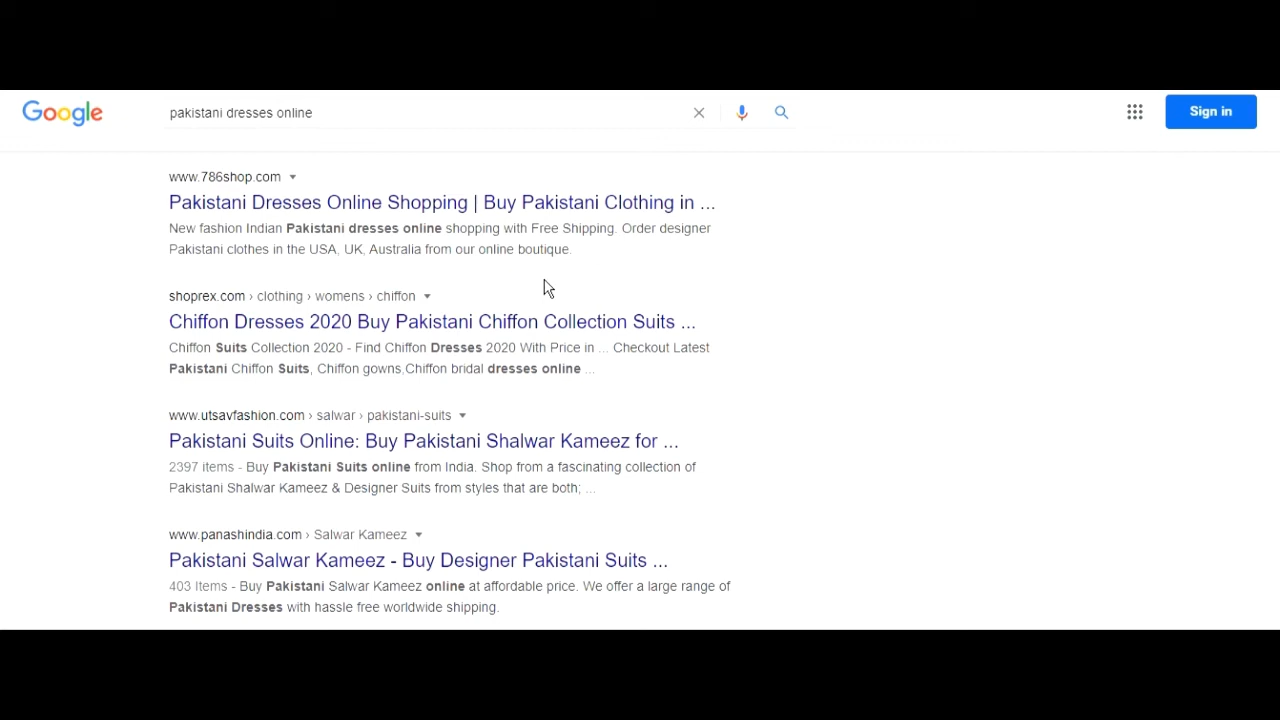 Google
pakistani dresses online
Sign in
www.786shop.com
Pakistani Dresses Online Shopping | Buy Pakistani Clothing in ...
New fashion Indian Pakistani dresses online shopping with Free Shipping. Order designer
Pakistani clothes in the USA, UK, Australia from our online boutique.
shoprex.com › clothing › womens › chiffon
Chiffon Dresses 2020 Buy Pakistani Chiffon Collection Suits ...
Chiffon Suits Collection 2020 - Find Chiffon Dresses 2020 With Price in ... Checkout Latest
Pakistani Chiffon Suits, Chiffon gowns,Chiffon bridal dresses online ...
www.utsavfashion.com › salwar › pakistani-suits
Pakistani Suits Online: Buy Pakistani Shalwar Kameez for ...
2397 items - Buy Pakistani Suits online from India. Shop from a fascinating collection of
Pakistani Shalwar Kameez & Designer Suits from styles that are both; ...
www.panashindia.com › Salwar Kameez
Pakistani Salwar Kameez - Buy Designer Pakistani Suits ...
403 Items - Buy Pakistani Salwar Kameez online at affordable price. We offer a large range of
Pakistani Dresses with hassle free worldwide shipping.